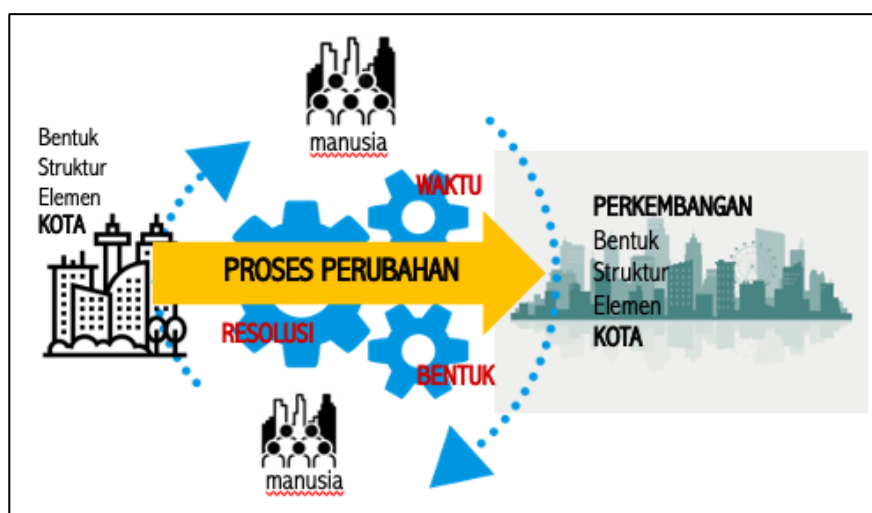 Bentuk
Struktur
Elemen
KOTA
manusia
WAKTU
PROSES PERUBAHAN
RESOLUSI
BENTUK
manusia
PERKEMBANGAN
Bentuk
Struktur
Elemen
KOTA